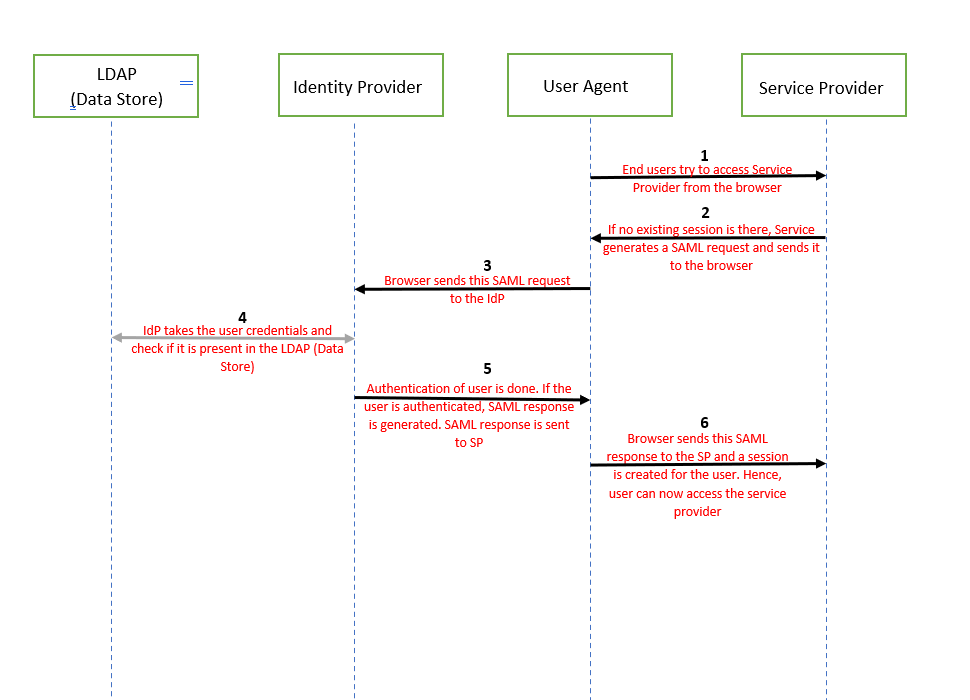 LDAP
(Data Store)
Identity Provider
User Agent
Service Provider
1
End users try to access Service
Provider from the browser
2
If no existing session is there, Service
generates a SAML request and sends it
to the browser
3
Browser sends this SAML request
to the IdP
4
IdP takes the user credentials and
check if it is present in the LDAP (Data
Store)
5
Authentication of user is done. If the
user is authenticated, SAML response
is generated. SAML response is sent
to SP
6
Browser sends this SAML
response to the SP and a session
is created for the user. Hence,
user can now access the service
provider